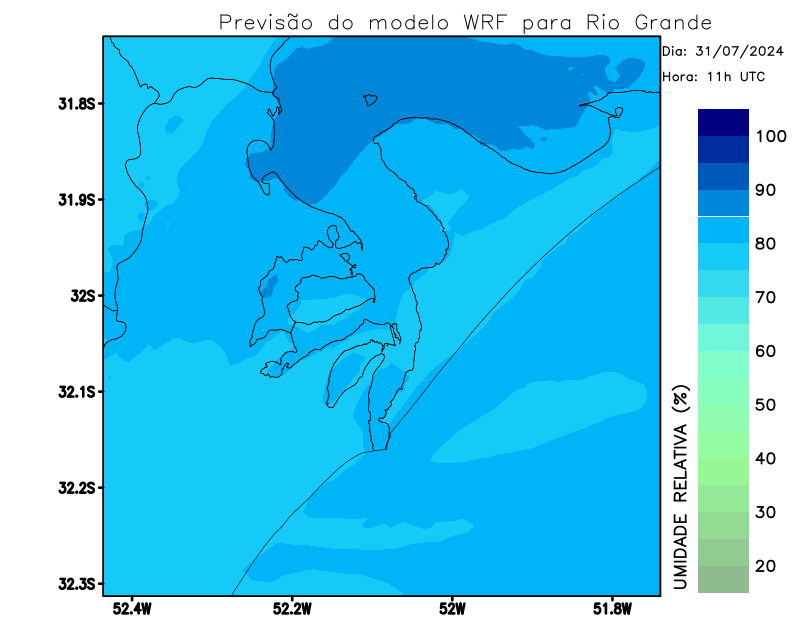 Previsão do modelo WRF para Rio Grande
Dia: 31/07/2024
Hora: 11h UTC
31.8S
31.9S
32S
32.1S
32.2S
32.3S
52.4W
52.2W
52W
51.8W
100
90
80
70
60
50
40
30
20
UMIDADE RELATIVA (%)